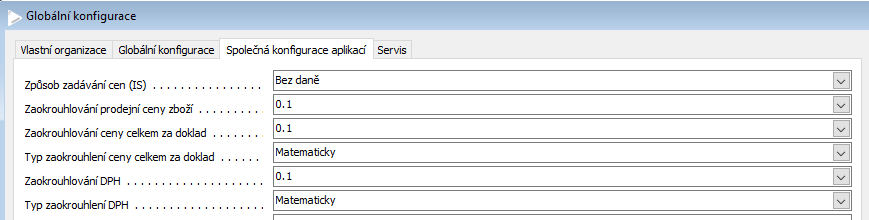 Globální konfigurace
Vlastní organizace Globální konfigurace Společná konfigurace aplikací Servis
Způsob zadávání cen (IS) . . . . . . . . . . . . . . . . Bez daně
Zaokrouhlování prodejní ceny zboží . . . . . . . . . 0.1
Zaokrouhlování ceny celkem za doklad . . . . . . . 0.1
Typ zaokrouhlení ceny celkem za doklad . . . . . . Matematicky
Zaokrouhlování DPH . . . . . . . . . . . . . . . . . . . 0.1
Typ zaokrouhlení DPH . . . . . . . . . . . . . . . . . . Matematicky